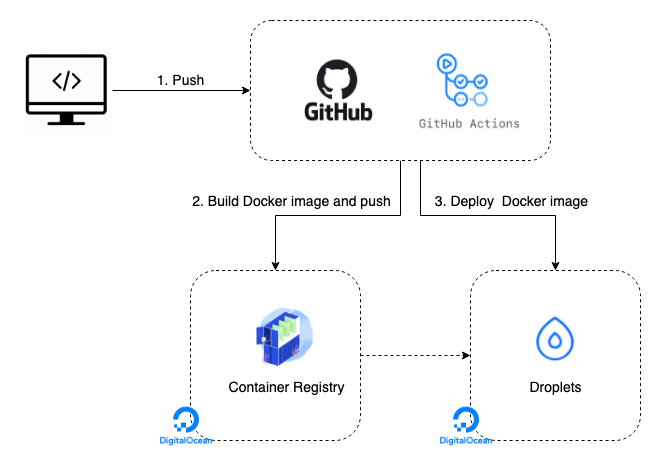 </>
1. Push
GitHub
GitHub Actions
2. Build Docker image and push
3. Deploy  Docker image
Container Registry
Droplets
DigitalOcean
DigitalOcean